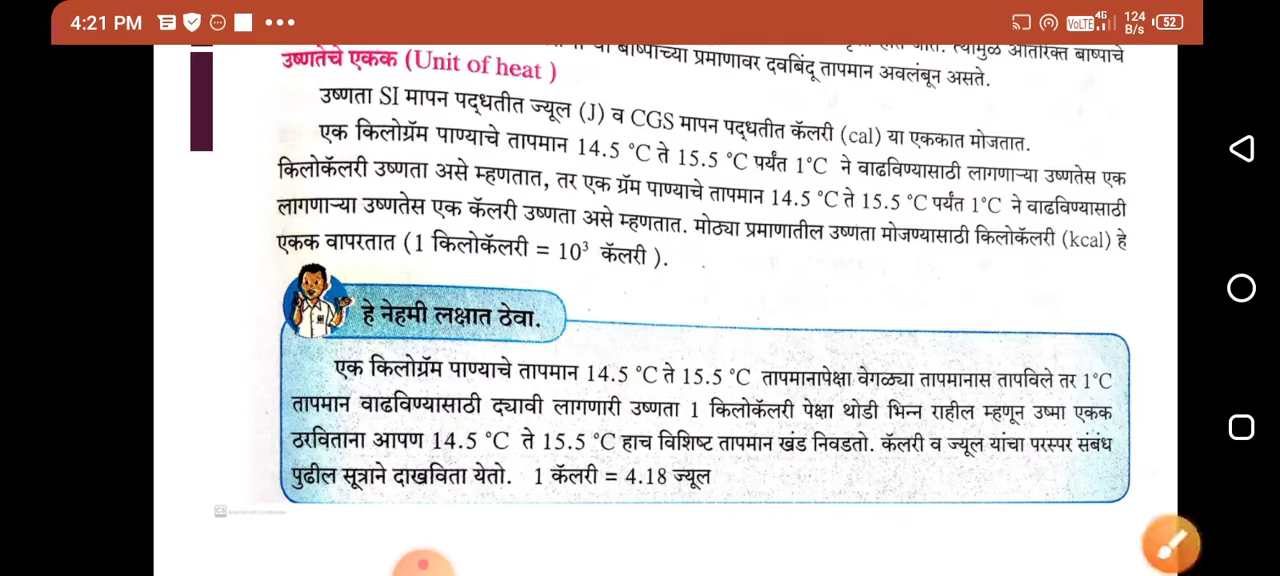 4:21 PM
VoLTE 4G 124 B/s 52
या बाष्पाच्या प्रमाणावर दवबिंदू तापमान अवलंबून असते. त्यामुळे अतिरिक्त बाष्पाचे
उष्णतेचे एकक (Unit of heat )
उष्णता SI मापन पद्धतीत ज्यूल (J) व CGS मापन पद्धतीत कॅलरी (cal) या एककात मोजतात.
एक किलोग्रॅम पाण्याचे तापमान 14.5 °C ते 15.5 °C पर्यंत 1°C ने वाढविण्यासाठी लागणाऱ्या उष्णतेस एक
किलोकॅलरी उष्णता असे म्हणतात, तर एक ग्रॅम पाण्याचे तापमान 14.5 °C ते 15.5 °C पर्यंत 1°C ने वाढविण्यासाठी
लागणाऱ्या उष्णतेस एक कॅलरी उष्णता असे म्हणतात. मोठ्या प्रमाणातील उष्णता मोजण्यासाठी किलोकॅलरी (kcal) हे
एकक वापरतात (1 किलोकॅलरी = 10³ कॅलरी ).
हे नेहमी लक्षात ठेवा.
एक किलोग्रॅम पाण्याचे तापमान 14.5 °C ते 15.5 °C तापमानापेक्षा वेगळ्या तापमानास तापविले तर 1°C
तापमान वाढविण्यासाठी द्यावी लागणारी उष्णता 1 किलोकॅलरी पेक्षा थोडी भिन्न राहील म्हणून उष्मा एकक
ठरविताना आपण 14.5 °C ते 15.5 °C हाच विशिष्ट तापमान खंड निवडतो. कॅलरी व ज्यूल यांचा परस्पर संबंध
पुढील सूत्राने दाखविता येतो. 1 कॅलरी = 4.18 ज्यूल
CS